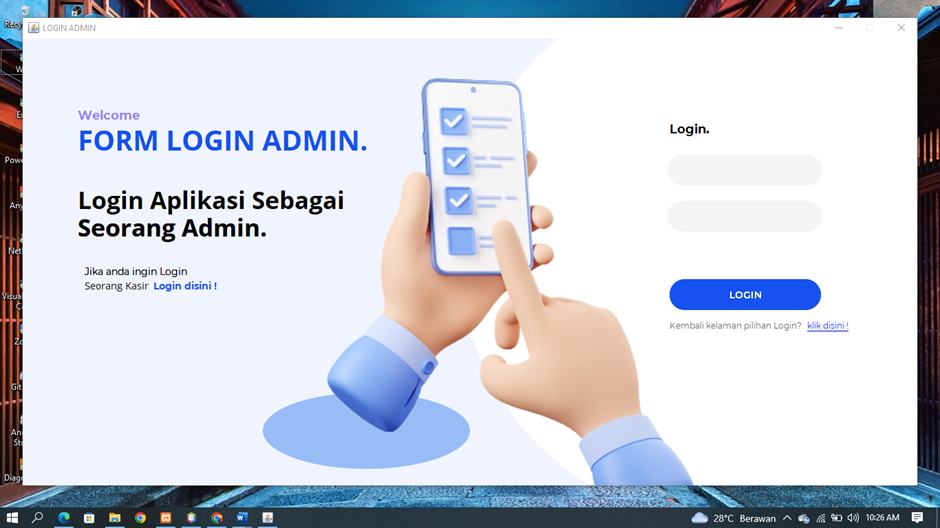 LOGIN ADMIN
Welcome
FORM LOGIN ADMIN.
Login Aplikasi Sebagai
Seorang Admin.
Jika anda ingin Login
Seorang Kasir Login disini !
Login.
LOGIN
Kembali kelaman pilihan Login? klik disini !
28°C Berawan
10:26 AM